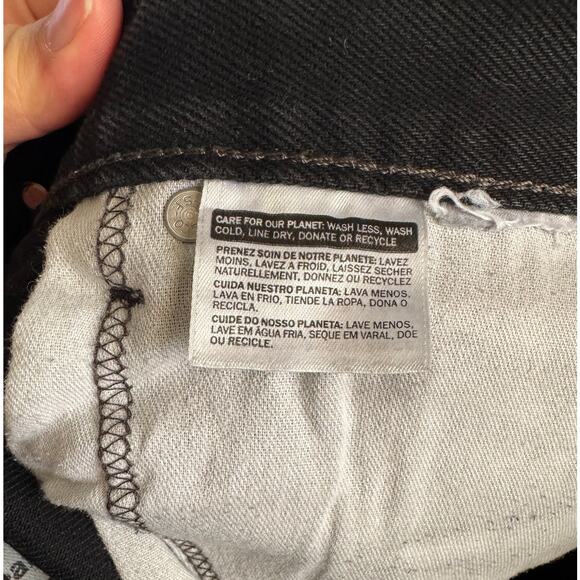 CARE FOR OUR PLANET: WASH LESS, WASH
COLD, LINE DRY, DONATE OR RECYCLE
PRENEZ SOIN DE NOTRE PLANETE: LAVEZ
MOINS, LAVEZ A FROID, LAISSEZ SECHER
NATURELLEMENT, DONNEZ OU RECYCLEZ
CUIDA NUESTRO PLANETA: LAVA MENOS,
LAVA EN FRIO, TIENDE LA ROPA, DONA O
RECICLA.
CUIDE DO NOSSO PLANETA: LAVE MENOS,
LAVE EM ÁGUA FRIA, SEQUE EM VARAL, DOE
OU RECICLE.